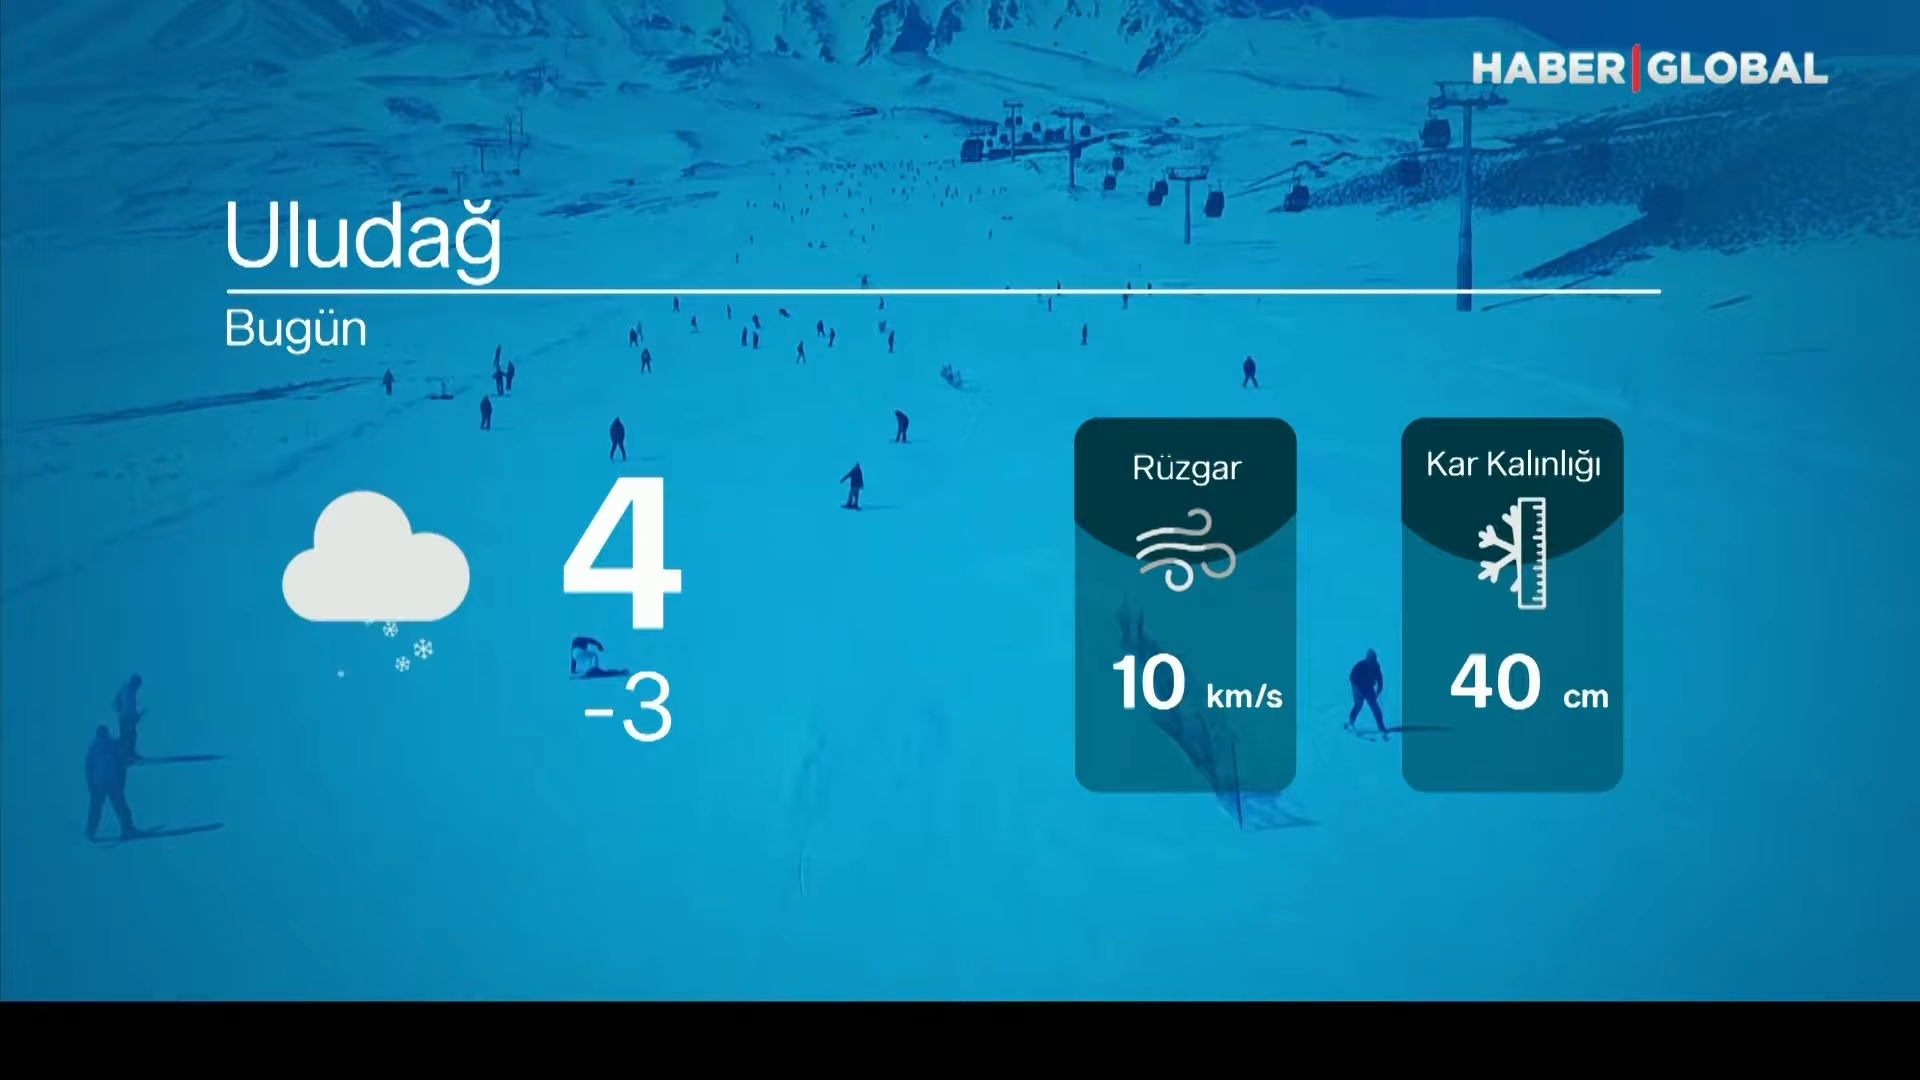 HABER|GLOBAL
Uludağ
Bugün
4
-3
Rüzgar
10 km/s
Kar Kalınlığı
40 cm